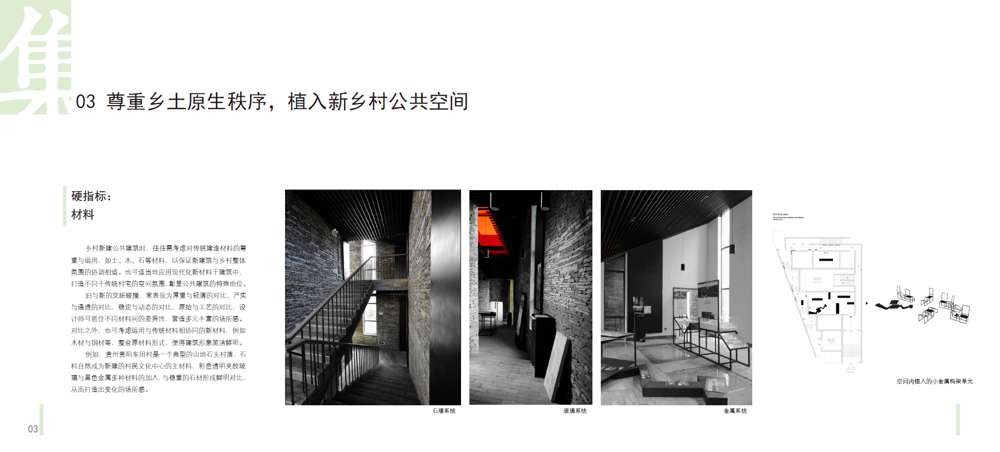 集
03 尊重乡土原生秩序，植入新乡村公共空间
硬指标：
材料
乡村新建公共建筑时，往往需考虑对传统建造材料的尊
重与运用，如土、木、石等材料，以保证新建筑与乡村整体
氛围的协调相适。也可适当地应用现代化新材料于建筑中，
打造不同于传统村宅的空间氛围，彰显公共建筑的特殊地位。
旧与新的交织碰撞，常表现为厚重与轻薄的对比、严实
与通透的对比，稳定与动态的对比，原始与工艺的对比，设
计师可抓住不同材料间的差异性，营造多元丰富的场所感。
对比之外，也可考虑运用与传统材料相协同的新材料，例如
木材与钢材等，整合原材料形式，使得建筑形象简洁鲜明。
例如，贵州贵阳车田村是一个典型的山地石头村落，石
料自然成为新建的村民文化中心的主材料，彩色透明夹胶玻
璃与黑色金属多种材料的加入，与稳重的石材形成鲜明对比，
从而打造出变化的场所感。
石墙系统
玻璃系统
金属系统
first floor plan
入口
空间内植入的小金属构架单元
03